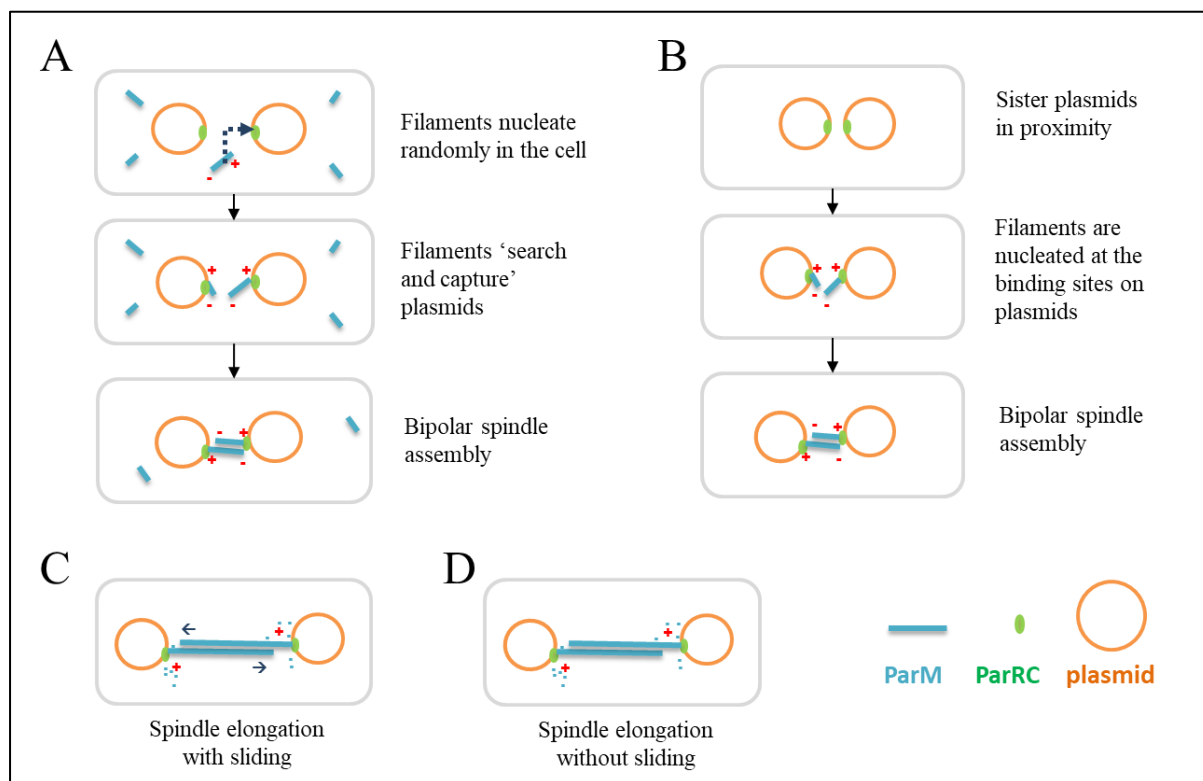 A
Filaments nucleate
randomly in the cell
+
-
Filaments ‘search
and capture’
plasmids
+ +
- -
Bipolar spindle
assembly
- +
+ -
B
Sister plasmids
in proximity
Filaments are
nucleated at the
binding sites on
plasmids
+ +
- -
Bipolar spindle
assembly
- +
+ -
C
+
+
Spindle elongation
with sliding
D
+
+
Spindle elongation
without sliding
ParM ParRC plasmid